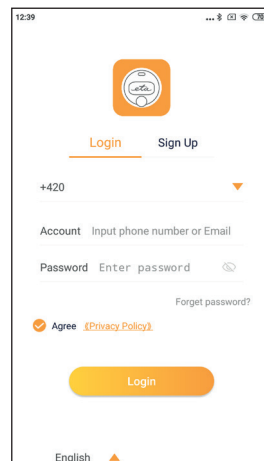 12:39
eta
Login Sign Up
+420
Account Input phone number or Email
Password Enter password
Forget password?
Agree 《Privacy Policy》
Login
English